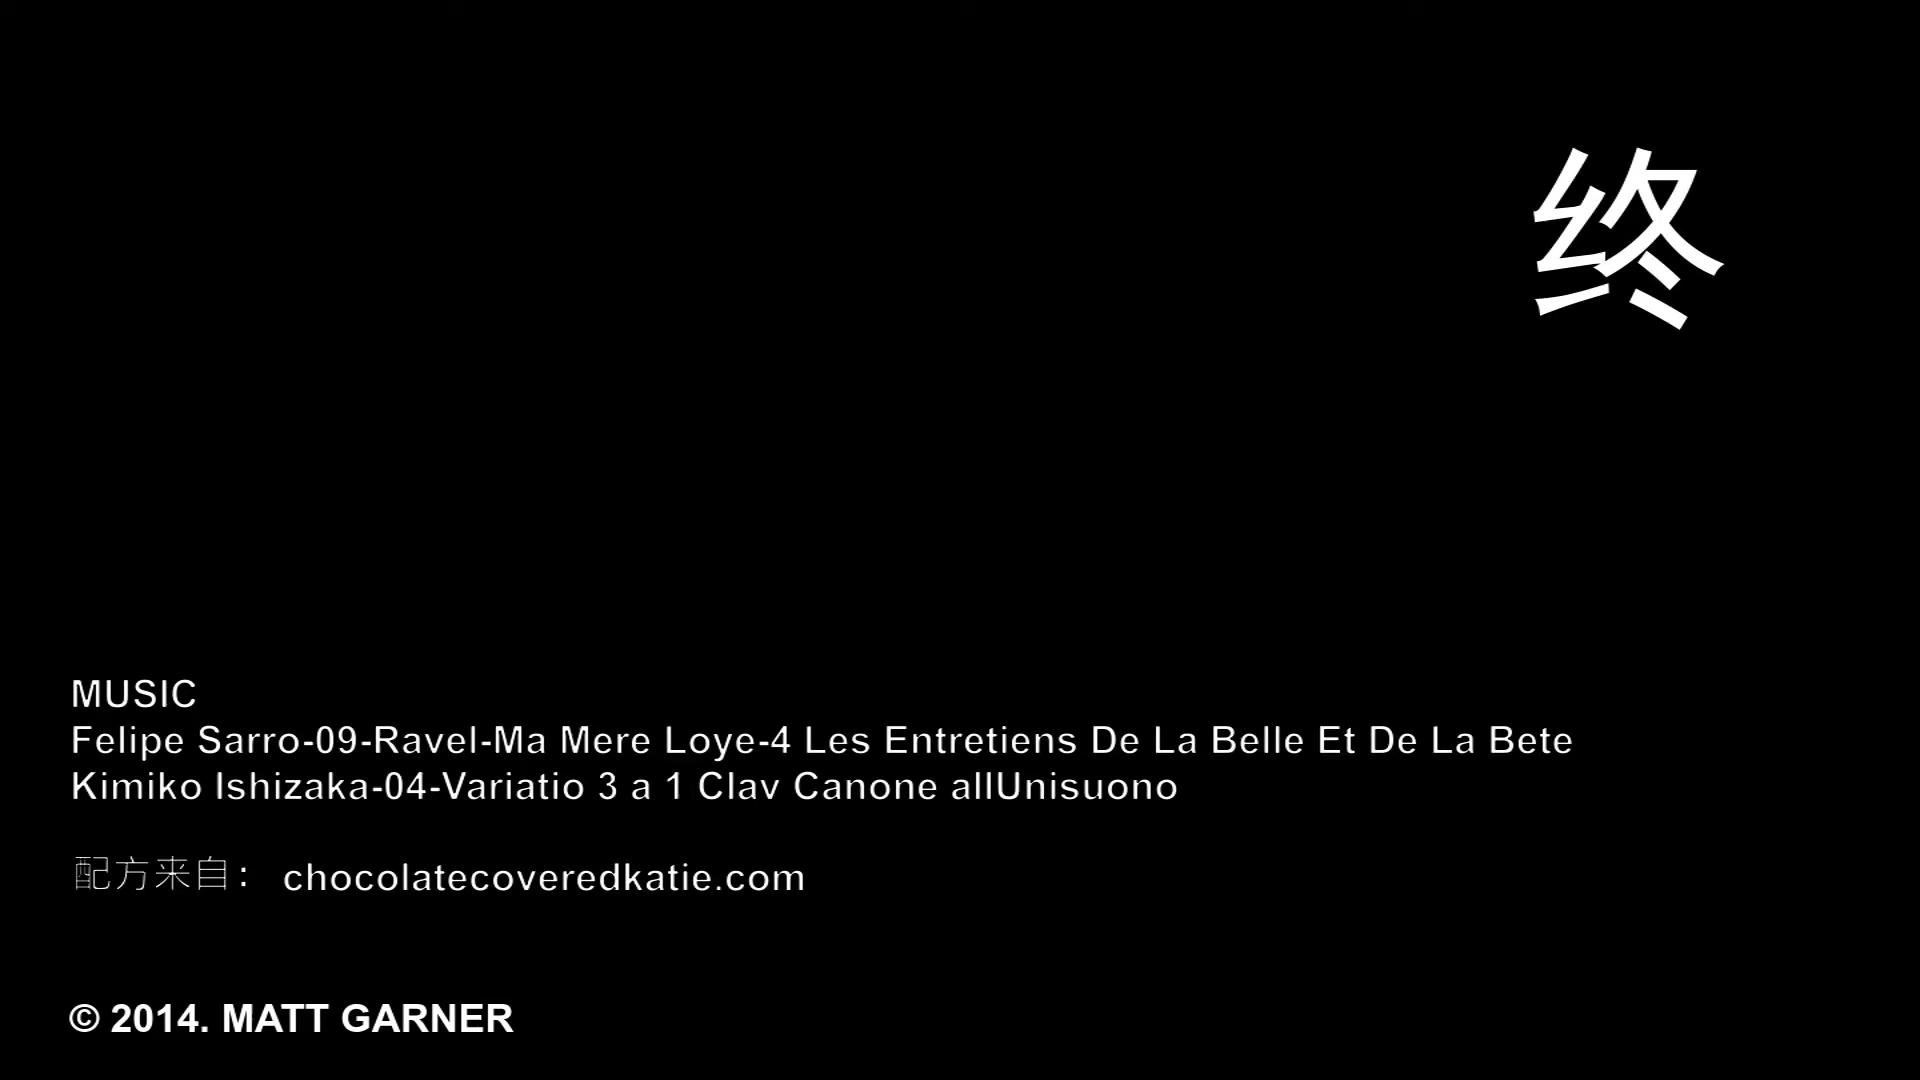 终
MUSIC
Felipe Sarro-09-Ravel-Ma Mere Loye-4 Les Entretiens De La Belle Et De La Bete
Kimiko Ishizaka-04-Variatio 3 a 1 Clav Canone allUnisuono
配方来自： chocolatecoveredkatie.com
© 2014. MATT GARNER